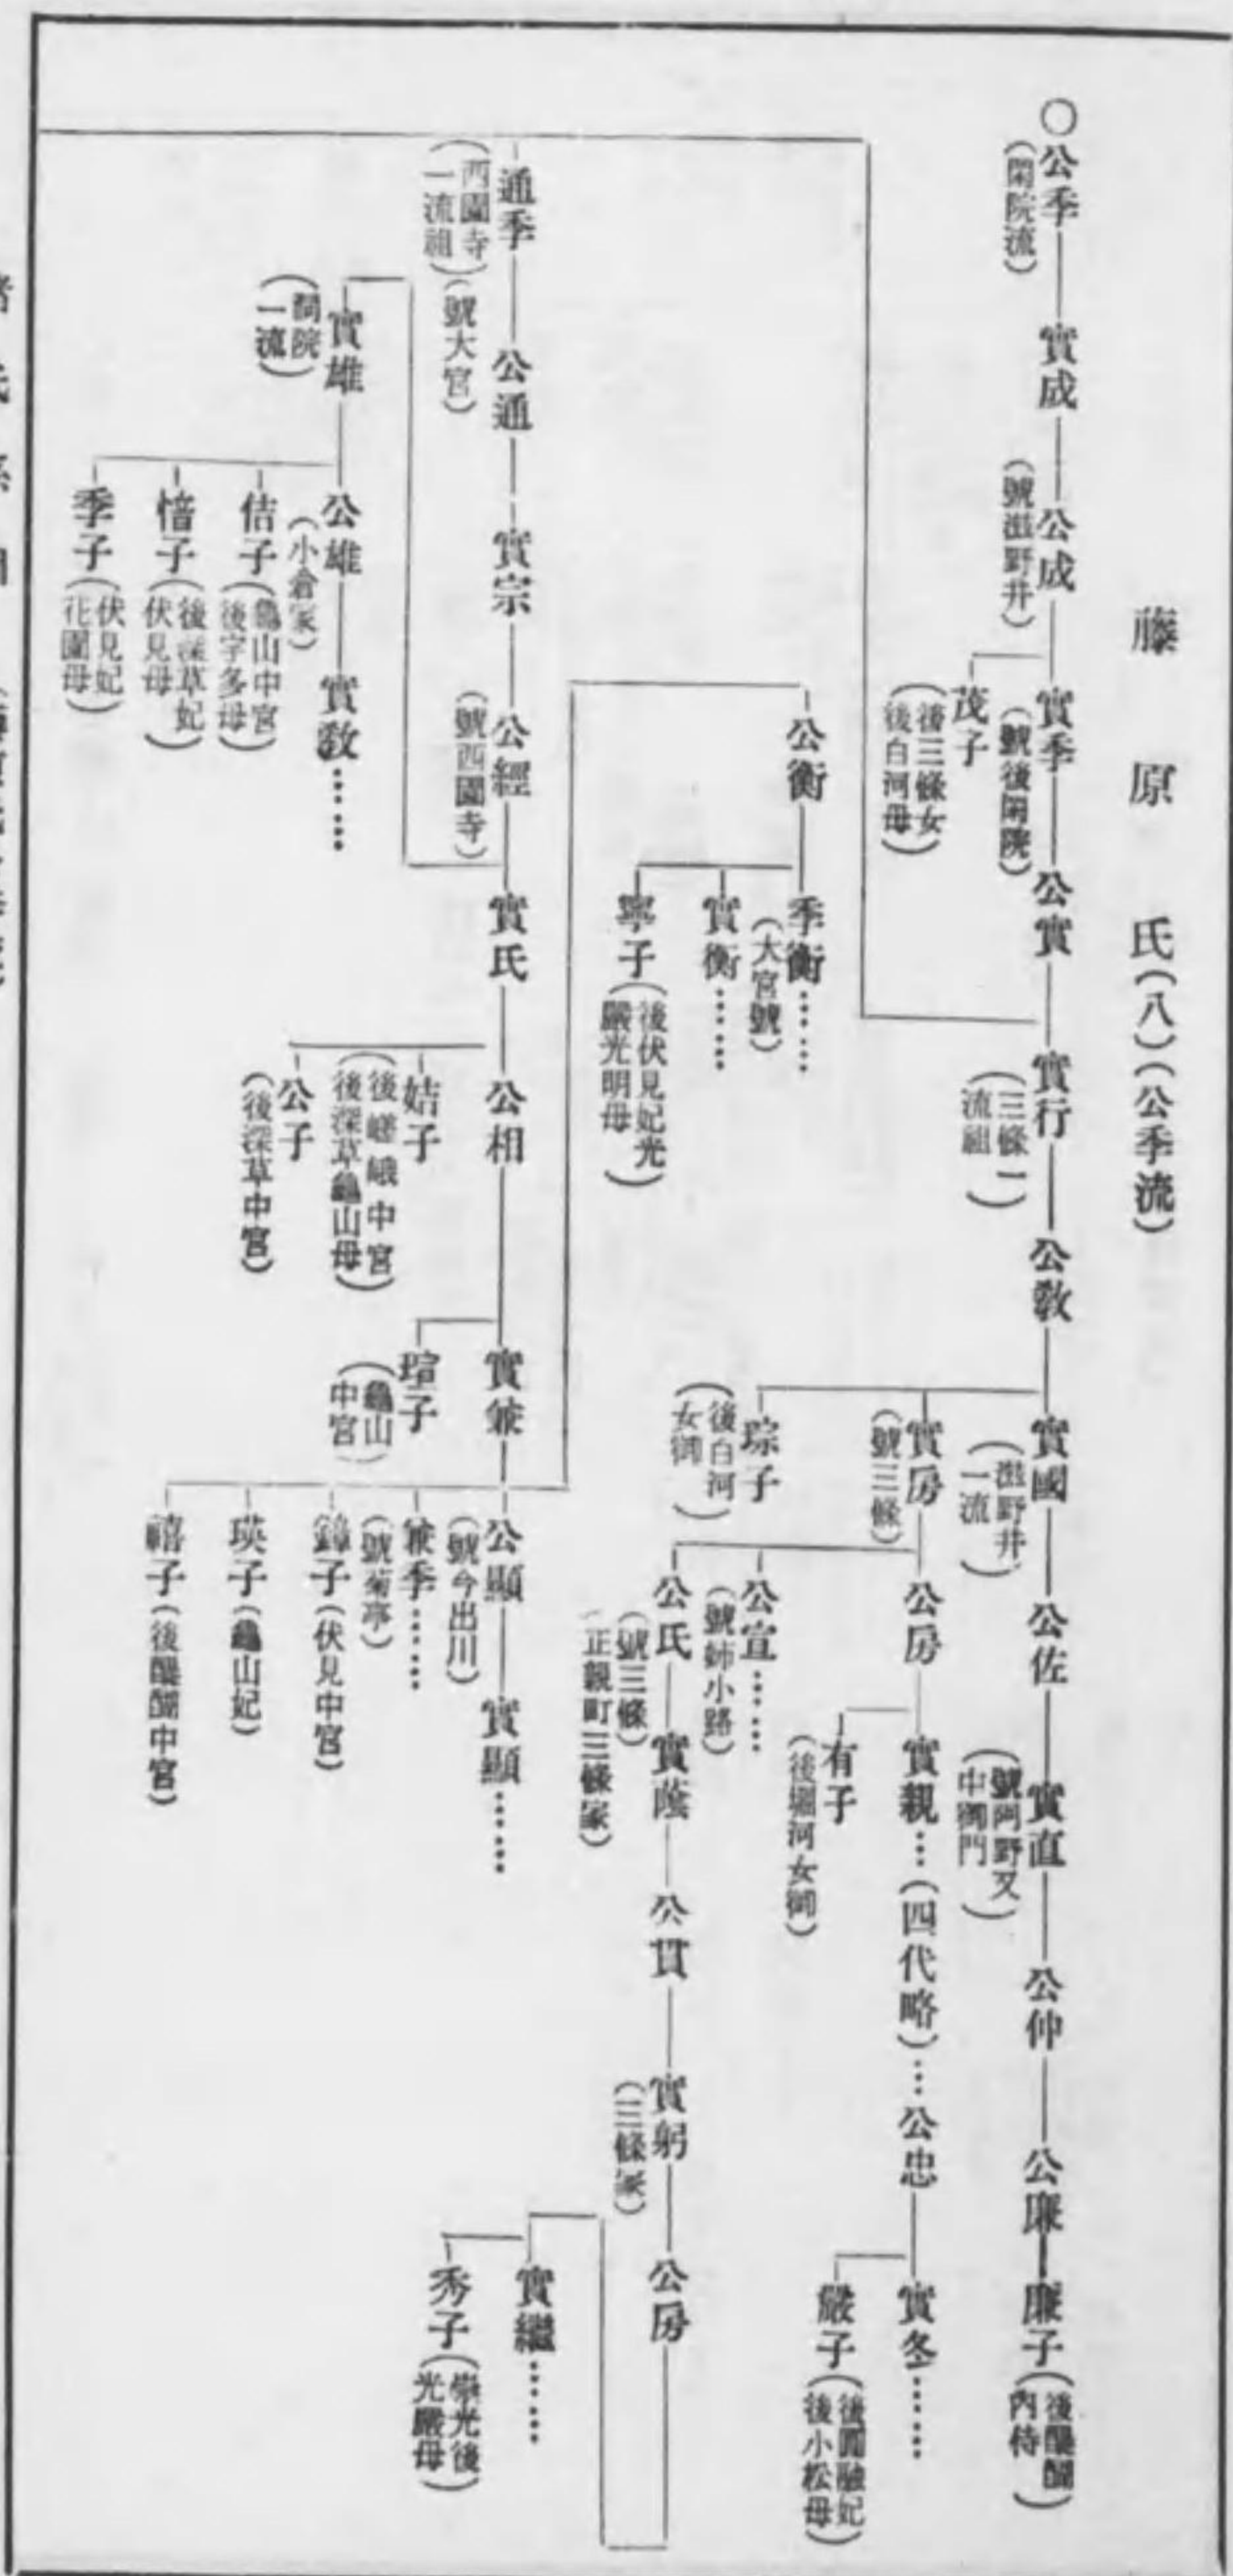 藤原氏(八)(公季流)
○公季―實成―公成―實季―公實―實行―公教―實國―公佐―實直―公仲―公廉―廉子(後醍醐内侍)
(閑院流)
(號滋野井)
(號後閑院)
(三條一流祖)
(滋野井一流)
(號阿野又中御門)
茂子
(後三條女後白河母)
實房―公房―實親…(四代略)…公忠―實冬……
(號三條)
嚴子(後圓融妃後小松母)
有子
(後堀河女御)
琮子
(後白河女御)
公宣……
(號姉小路)
公氏―實蔭―公貫―實躬―公房
(號三條)
正親町三條家)
(三條家)
實繼……
秀子(崇光後光嚴母)
公衡―季衡……
(大宮號)
實衡……
寧子(後伏見妃光嚴光明母)
通季―公通―實宗―公經―實氏―公相―實兼―公顯―實顯……
(西園寺一流祖)
(號大宮)
(號西園寺)
(號今出川)
姞子
(後嵯峨中宮後深草龜山母)
公子
(後深草中宮)
瑄子
(龜山中宮)
兼季……
(號菊亭)
鏱子(伏見中宮)
瑛子(龜山妃)
禧子(後醍醐中宮)
實雄―公雄―實教……
(洞院一流)
(小倉家)
佶子(龜山中宮後宇多母)
愔子(後深草妃伏見母)
季子(伏見妃花園母)